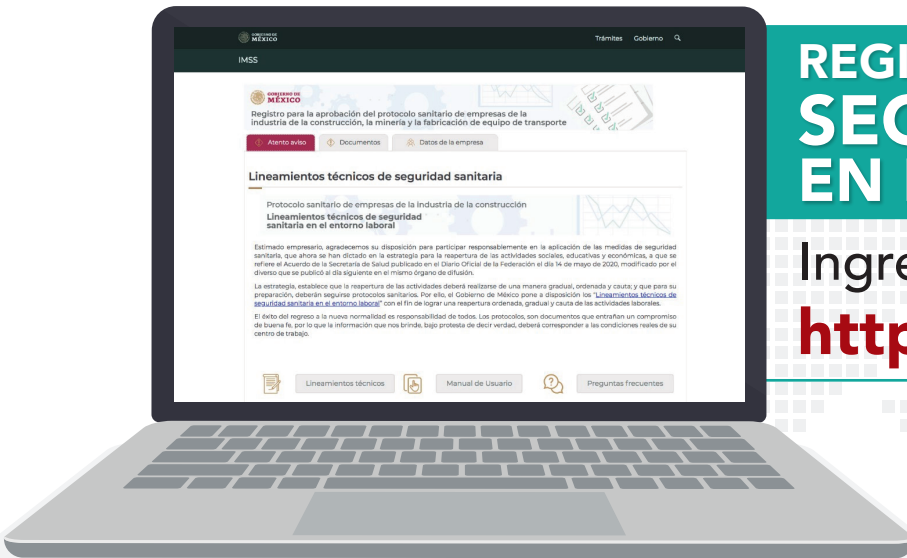 GOBIERNO DE
MÉXICO
Trámites Gobierno
IMSS
GOBIERNO DE
MÉXICO
Registro para la aprobación del protocolo sanitario de empresas de la
industria de la construcción, la minería y la fabricación de equipo de transporte
Atento aviso Documentos Datos de la empresa
Lineamientos técnicos de seguridad sanitaria
Protocolo sanitario de empresas de la industria de la construcción
Lineamientos técnicos de seguridad
sanitaria en el entorno laboral
Estimado empresario, agradecemos su disposición para participar responsablemente en la aplicación de las medidas de seguridad
sanitaria, que ahora se han dictado en la estrategia para la reapertura de las actividades sociales, educativas y económicas, a que se
refiere el Acuerdo de la Secretaría de Salud publicado en el Diario Oficial de la Federación el día 14 de mayo de 2020, modificado por el
diverso que se publicó al día siguiente en el mismo órgano de difusión.
La estrategia, establece que la reapertura de las actividades deberá realizarse de una manera gradual, ordenada y cauta; y que para su
preparación, deberán seguirse protocolos sanitarios. Por ello, el Gobierno de México pone a disposición los "Lineamientos técnicos de
seguridad sanitaria en el entorno laboral" con el fin de lograr una reapertura ordenada, gradual y cauta de las actividades laborales.
El éxito del regreso a la nueva normalidad es responsabilidad de todos. Los protocolos, son documentos que entrañan un compromiso
de buena fe, por lo que la información que nos brinde, bajo protesta de decir verdad, deberá corresponder a las condiciones reales de su
centro de trabajo.
Lineamientos técnicos Manual de Usuario Preguntas frecuentes
REGI
SEG
EN
Ingre
http